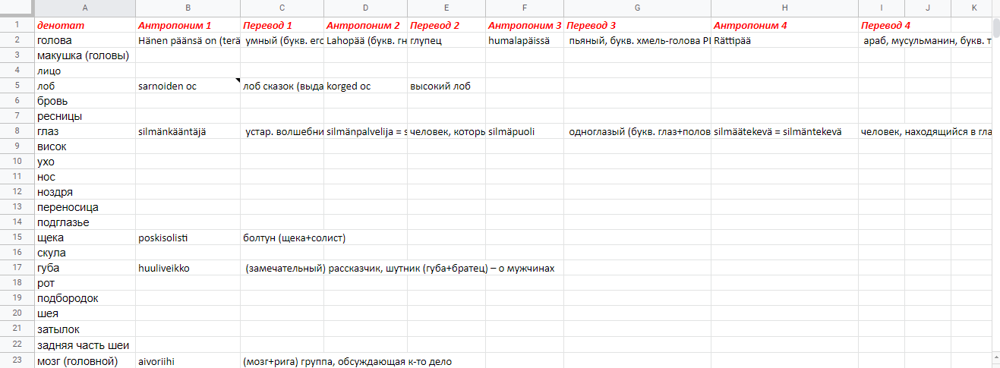 A B C D E F G H I J K
1 денотат Антропоним 1 Перевод 1 Антропоним 2 Перевод 2 Антропоним 3 Перевод 3 Антропоним 4 Перевод 4
2 голова Hänen päänsä on (terä умный (букв. его Lahopää (букв. гн глупец humalapäissä пьяный, букв. хмель-голова Pl Rättipää араб, мусульманин, букв. т
3 макушка (головы)
4 лицо
5 лоб sarnoiden oc лоб сказок (выда korged oc высокий лоб
6 бровь
7 ресницы
8 глаз silmänkääntäjä устар. волшебни silmänpalvelija = s человек, которы silmäpuoli одноглазый (букв. глаз+полов silmäätekevä = silmäntekevä человек, находящийся в гла
9 висок
10 ухо
11 нос
12 ноздря
13 переносица
14 подглазье
15 щека poskisolisti болтун (щека+солист)
16 скула
17 губа huuliveikko (замечательный) рассказчик, шутник (губа+братец) – о мужчинах
18 рот
19 подбородок
20 шея
21 затылок
22 задняя часть шеи
23 мозг (головной) aivoriihi (мозг+рига) группа, обсуждающая к-то дело